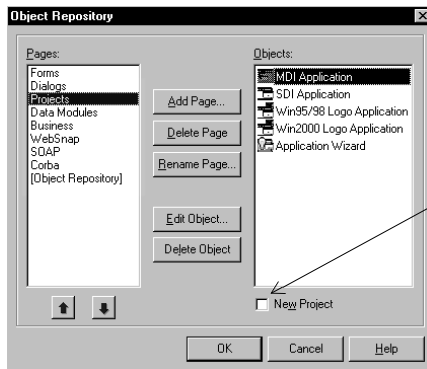 Object Repository
Pages:
Forms
Dialogs
Projects
Data Modules
Business
WebSnap
SOAP
Corba
[Object Repository]
Add Page...
Delete Page
Rename Page...
Edit Object...
Delete Object
Objects:
MDI Application
SDI Application
Win95/98 Logo Application
Win2000 Logo Application
Application Wizard
New Project
OK
Cancel
Help